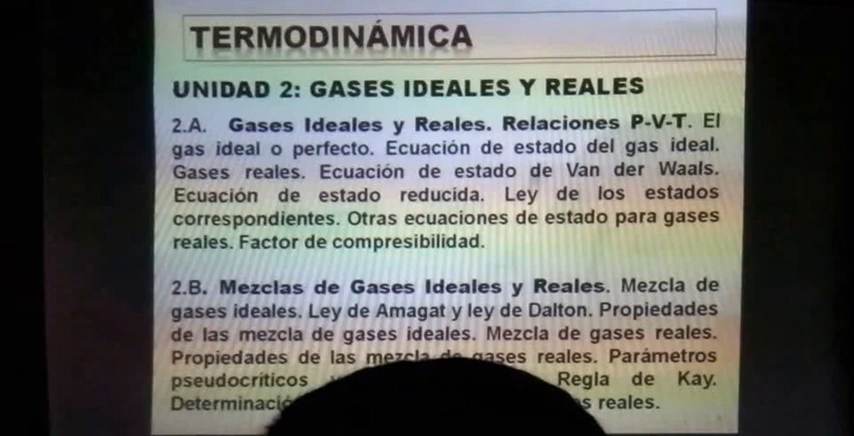 TERMODINÁMICA
UNIDAD 2: GASES IDEALES Y REALES
2.A. Gases Ideales y Reales. Relaciones P-V-T. El
gas ideal o perfecto. Ecuación de estado del gas ideal.
Gases reales. Ecuación de estado de Van der Waals.
Ecuación de estado reducida. Ley de los estados
correspondientes. Otras ecuaciones de estado para gases
reales. Factor de compresibilidad.
2.B. Mezclas de Gases Ideales y Reales. Mezcla de
gases ideales. Ley de Amagat y ley de Dalton. Propiedades
de las mezcla de gases ideales. Mezcla de gases reales.
Propiedades de las mezcla de gases reales. Parámetros
pseudocríticos Regla de Kay.
reales.